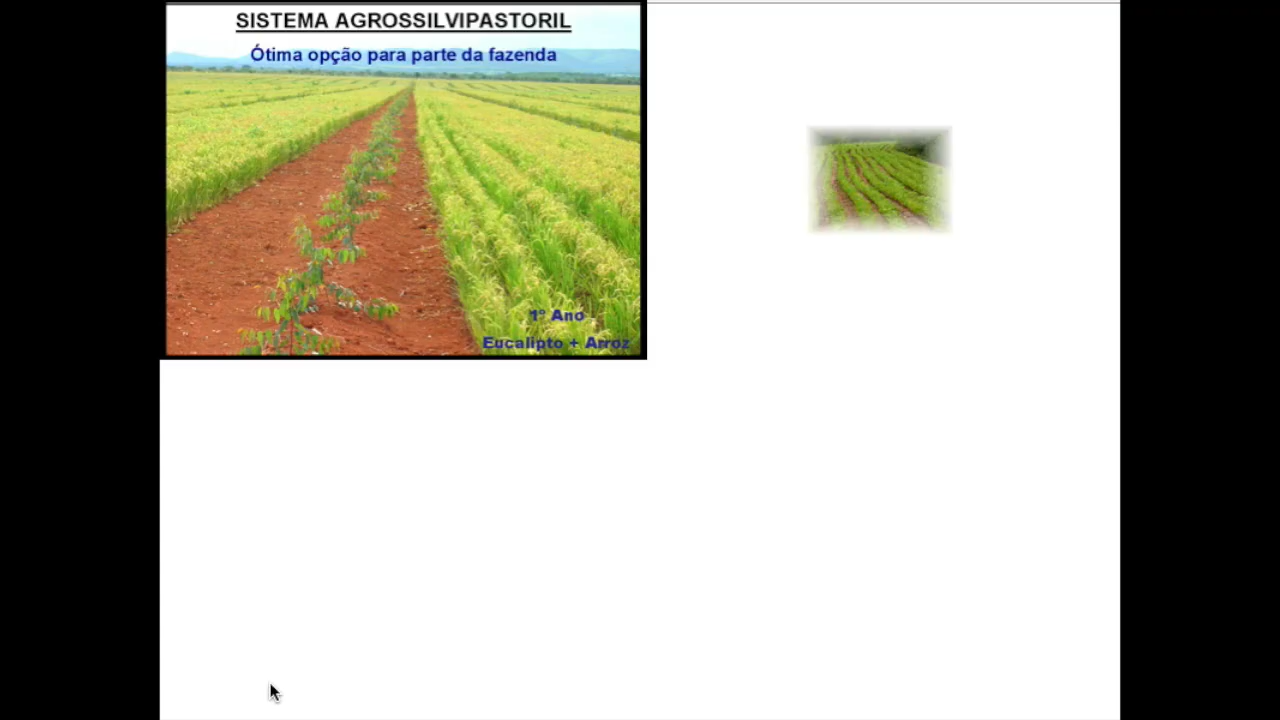 SISTEMA AGROSSILVIPASTORIL
Ótima opção para parte da fazenda
1º Ano
Eucalipto + Arroz